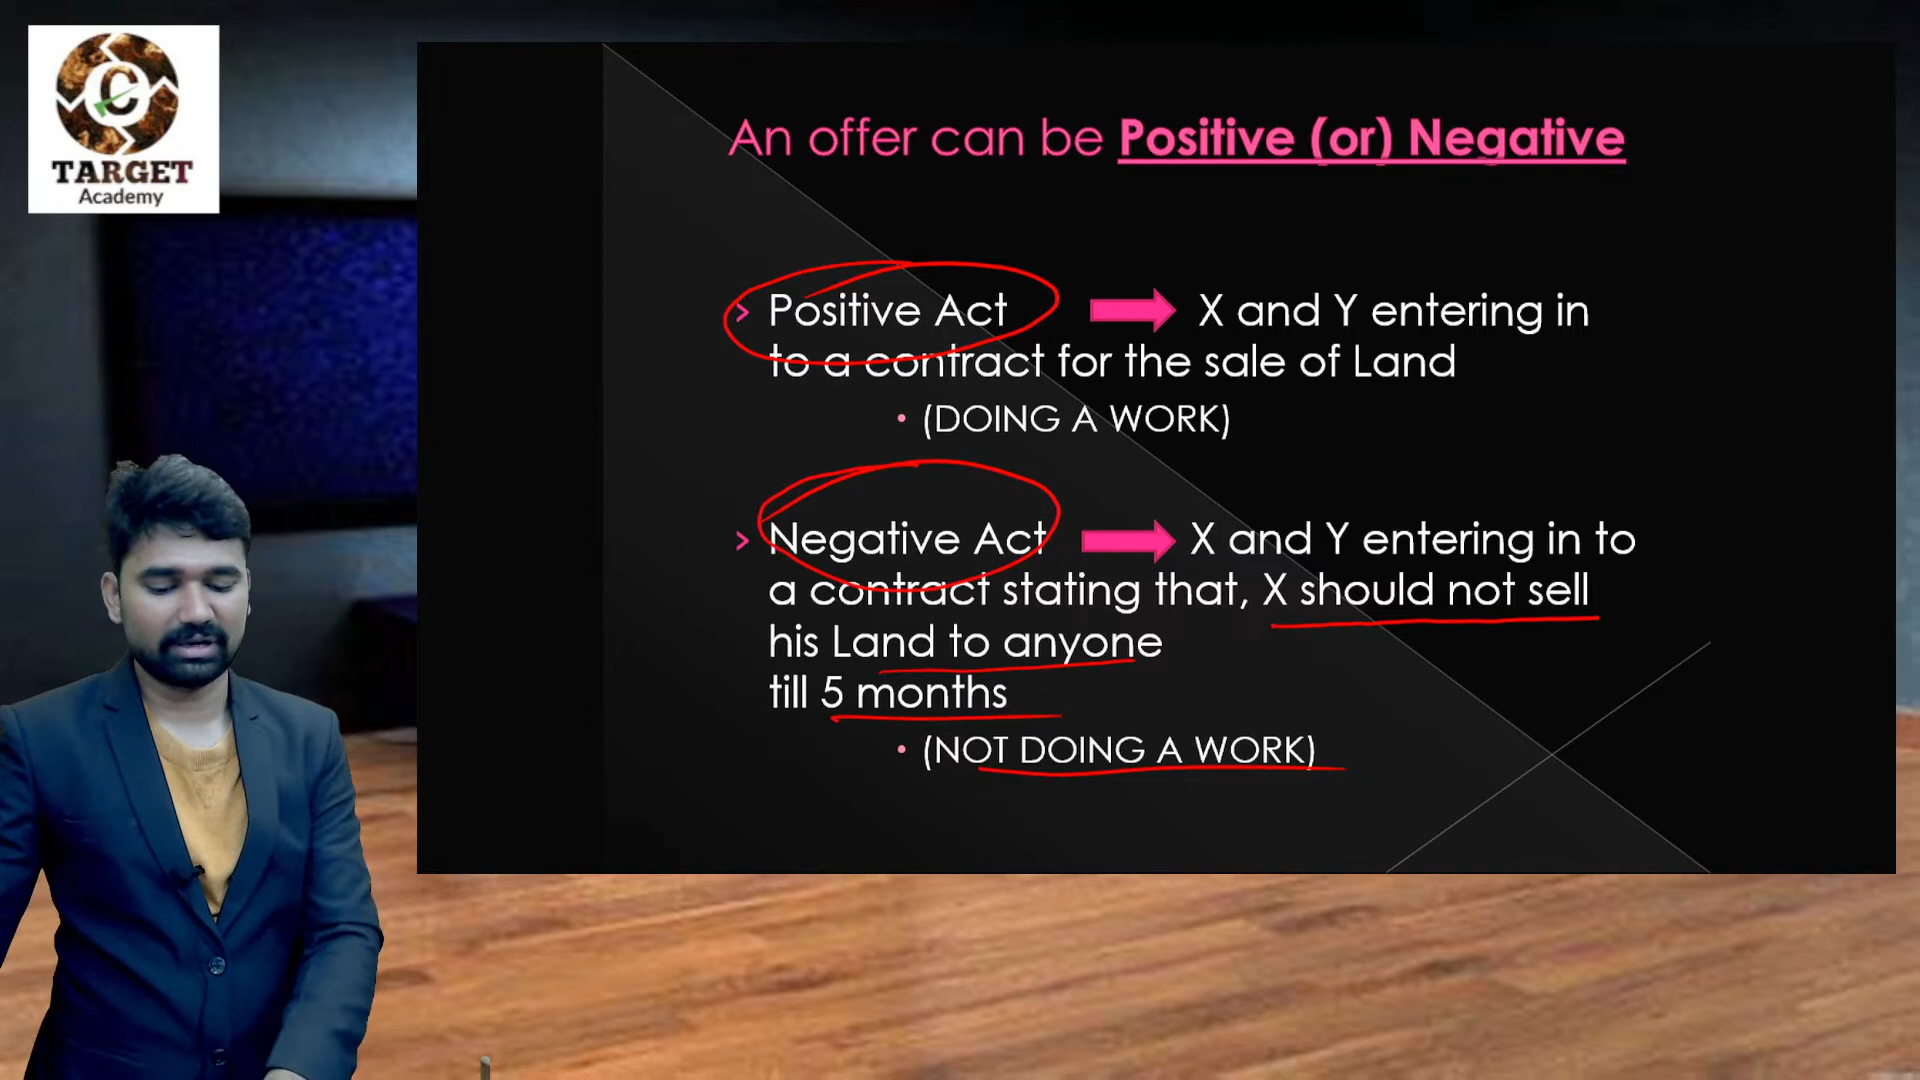 C
TARGET
Academy
An offer can be Positive (or) Negative
› Positive Act X and Y entering in
to a contract for the sale of Land
• (DOING A WORK)
› Negative Act X and Y entering in to
a contract stating that, X should not sell
his Land to anyone
till 5 months
• (NOT DOING A WORK)